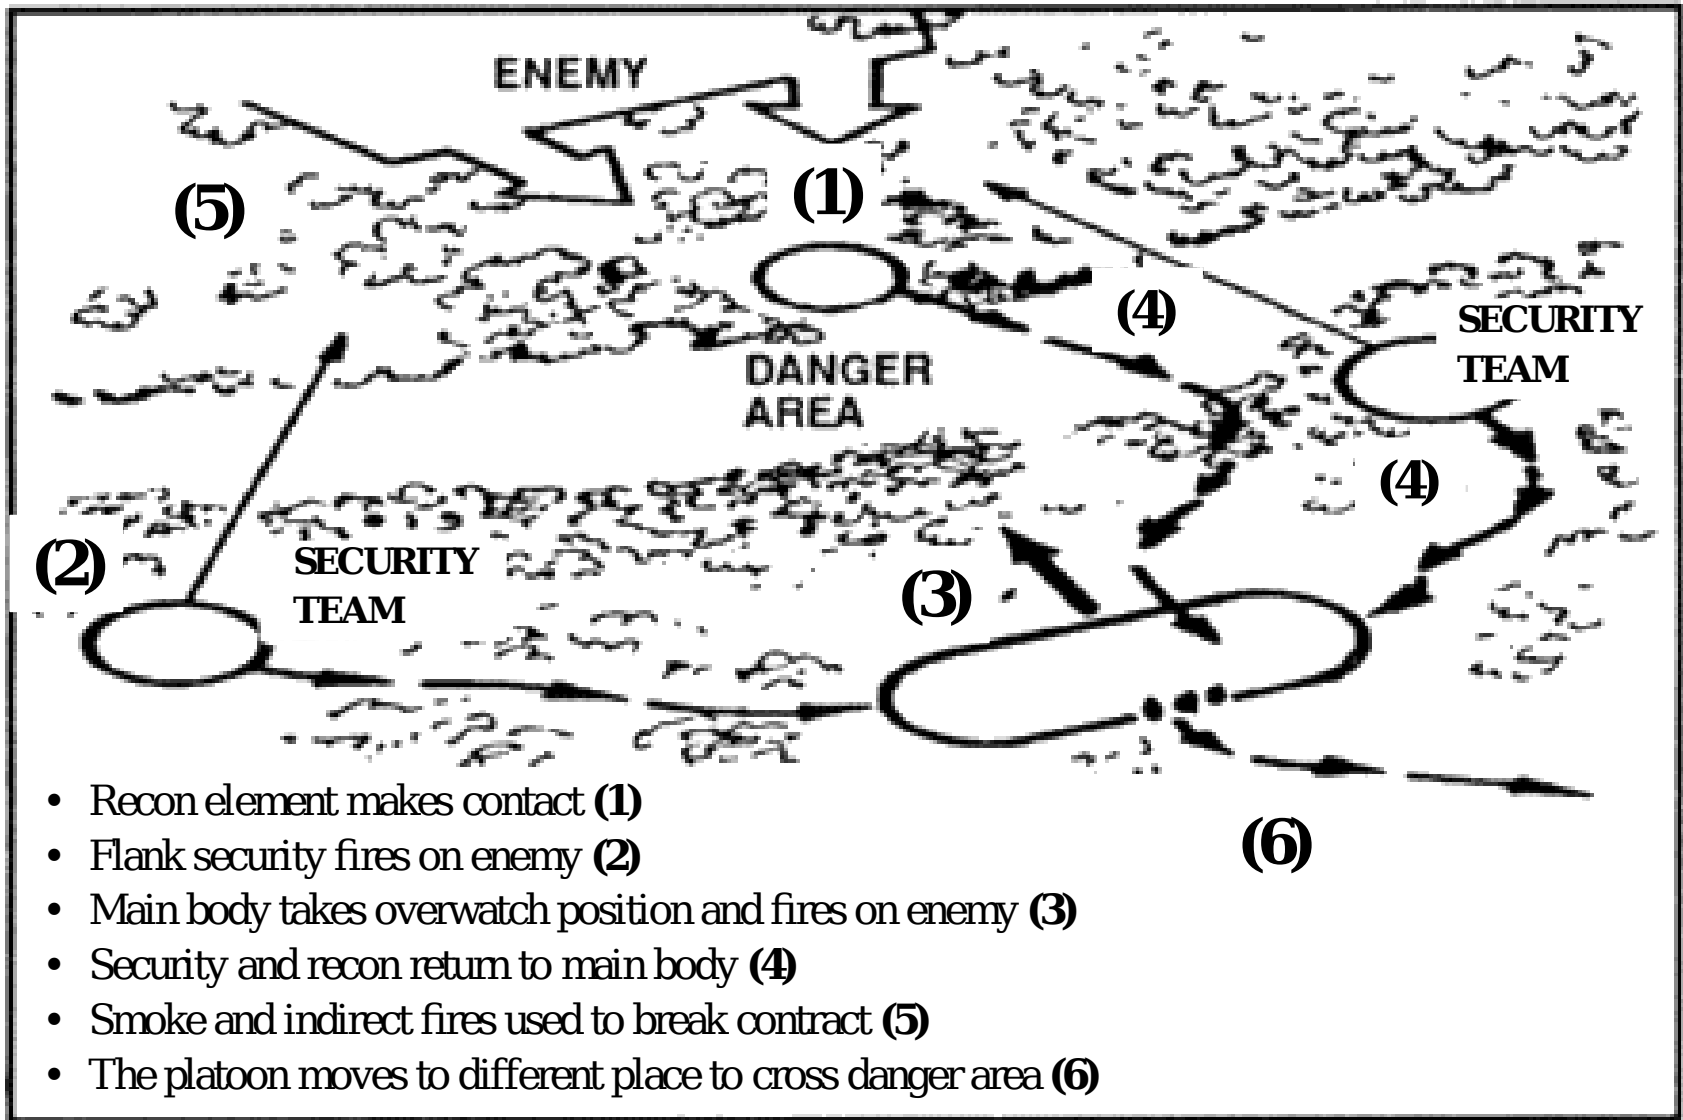 ENEMY
(5)
(1)
(4)
SECURITY
TEAM
DANGER
AREA
(4)
(2)
SECURITY
TEAM
(3)
• Recon element makes contact (1)
• Flank security fires on enemy (2)
• Main body takes overwatch position and fires on enemy (3)
• Security and recon return to main body (4)
• Smoke and indirect fires used to break contract (5)
• The platoon moves to different place to cross danger area (6)
(6)